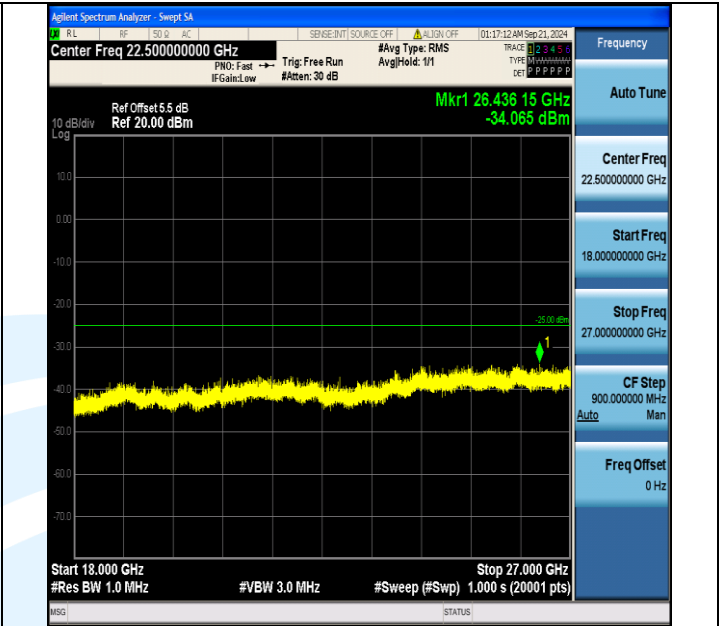 Agilent Spectrum Analyzer - Swept SA
RL RF 50 Ω AC SENSE:INT SOURCE OFF ALIGN OFF 01:17:12 AM Sep 21, 2024
Center Freq 22.500000000 GHz
PNO: Fast
IFGain:Low
Trig: Free Run
#Atten: 30 dB
#Avg Type: RMS
Avg|Hold: 1/1
TRACE 1 2 3 4 5 6
TYPE
DET P P P P P P
Mkr1 26.436 15 GHz
-34.065 dBm
Ref Offset 5.5 dB
10 dB/div Ref 20.00 dBm
Log
10.0
0.00
-10.0
-20.0
-25.00 dBm
-30.0
1
-40.0
-50.0
-60.0
-70.0
Start 18.000 GHz Stop 27.000 GHz
#Res BW 1.0 MHz #VBW 3.0 MHz #Sweep (#Swp) 1.000 s (20001 pts)
MSG STATUS
Frequency
Auto Tune
Center Freq
22.500000000 GHz
Start Freq
18.000000000 GHz
Stop Freq
27.000000000 GHz
CF Step
900.000000 MHz
Auto Man
Freq Offset
0 Hz